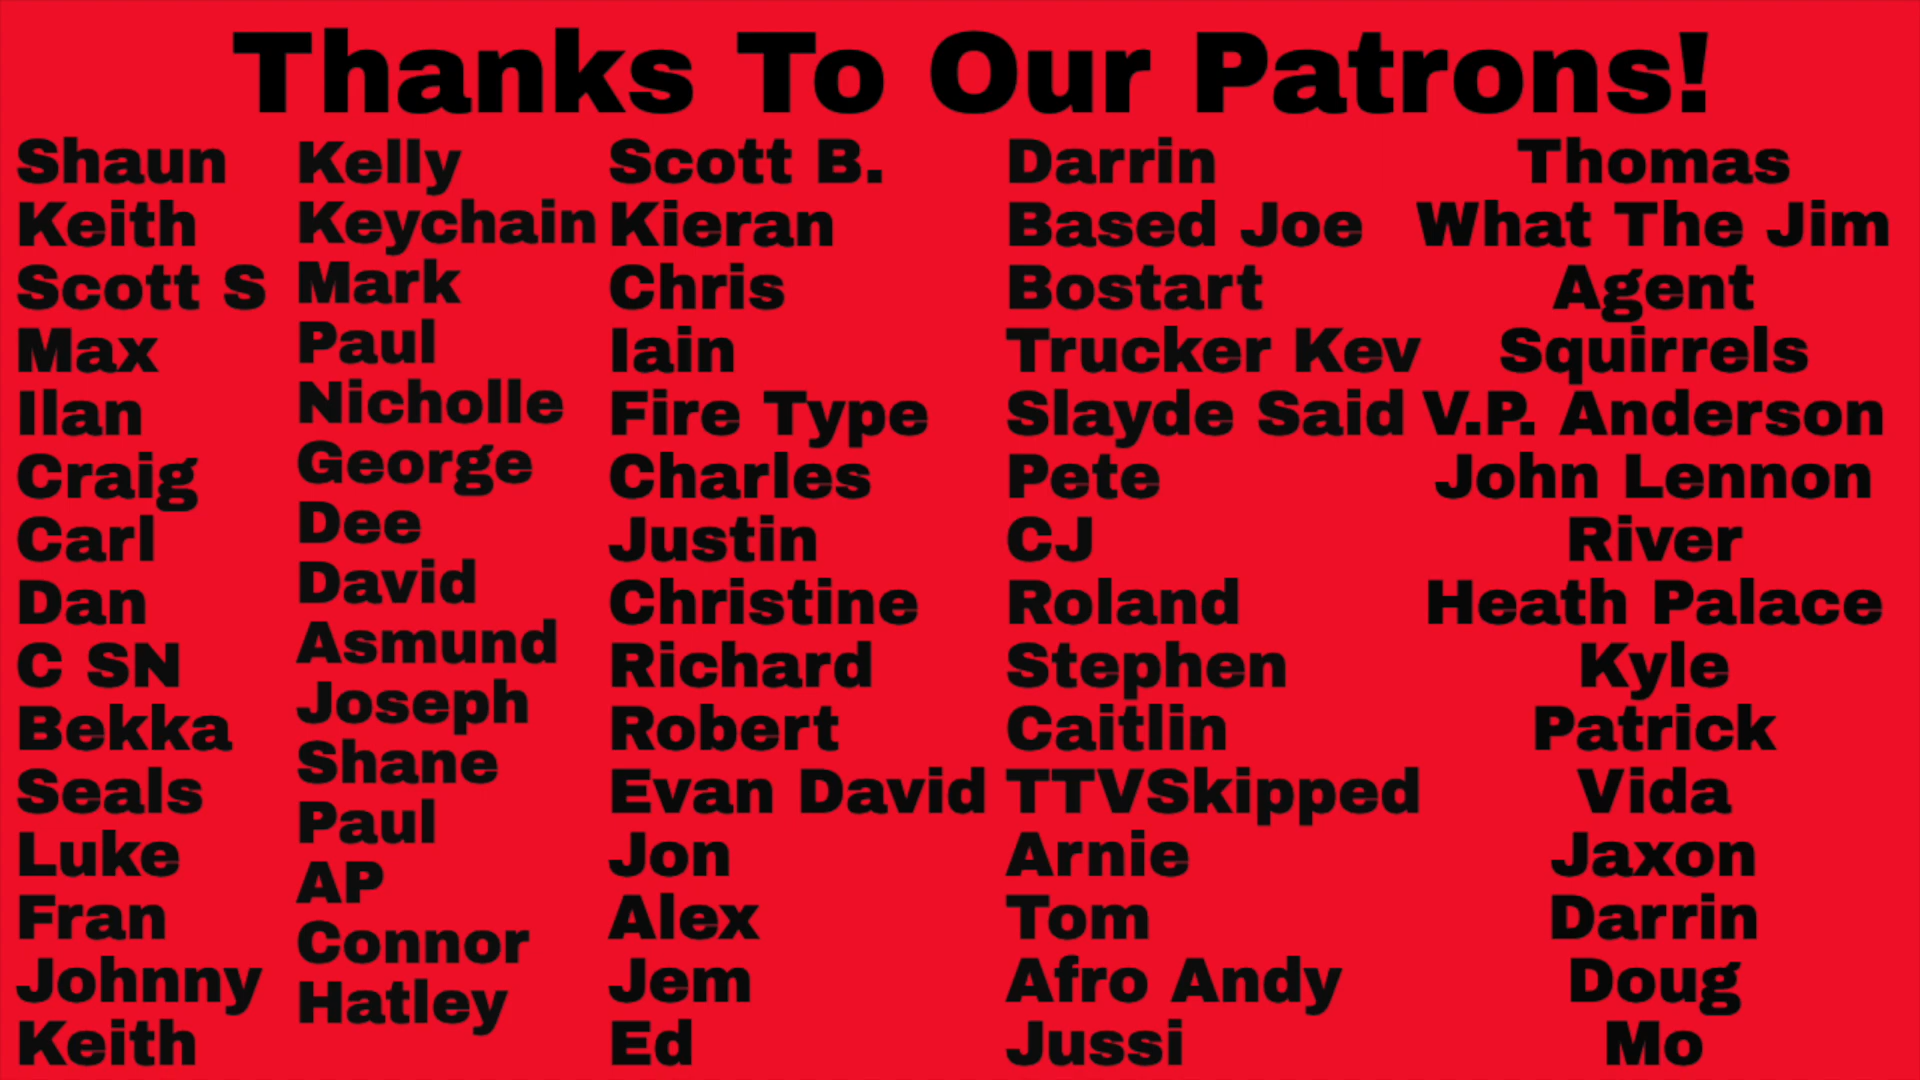 Thanks To Our Patrons!
Shaun
Keith
Scott S
Max
Ilan
Craig
Carl
Dan
C SN
Bekka
Seals
Luke
Fran
Johnny
Keith
Kelly
Keychain
Mark
Paul
Nicholle
George
Dee
David
Asmund
Joseph
Shane
Paul
AP
Connor
Hatley
Scott B.
Kieran
Chris
Iain
Fire Type
Charles
Justin
Christine
Richard
Robert
Evan David
Jon
Alex
Jem
Ed
Darrin
Based Joe
Bostart
Trucker Kev
Slayde Said
Pete
CJ
Roland
Stephen
Caitlin
TTVSkipped
Arnie
Tom
Afro Andy
Jussi
Thomas
What The Jim
Agent
Squirrels
V.P. Anderson
John Lennon
River
Heath Palace
Kyle
Patrick
Vida
Jaxon
Darrin
Doug
Mo